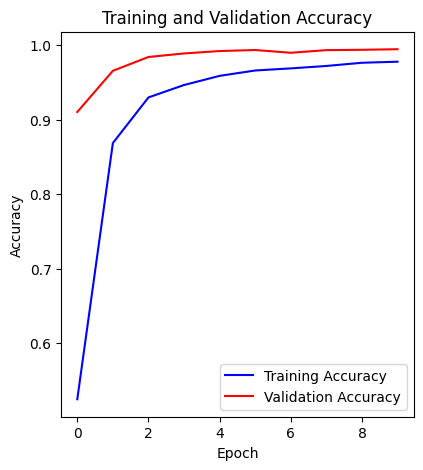 Training and Validation Accuracy
Accuracy
1.0
0.9
0.8
0.7
0.6
Training Accuracy
Validation Accuracy
0 2 4 6 8
Epoch